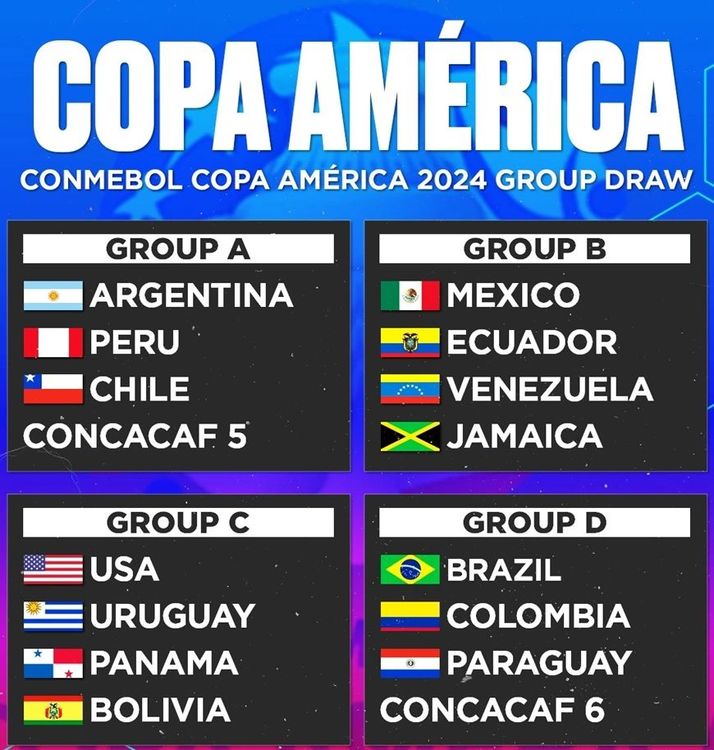 COPA AMÉRICA
CONMEBOL COPA AMÉRICA 2024 GROUP DRAW
GROUP A
ARGENTINA
PERU
CHILE
CONCACAF 5
GROUP B
MEXICO
ECUADOR
VENEZUELA
JAMAICA
GROUP C
USA
URUGUAY
PANAMA
BOLIVIA
GROUP D
BRAZIL
COLOMBIA
PARAGUAY
CONCACAF 6